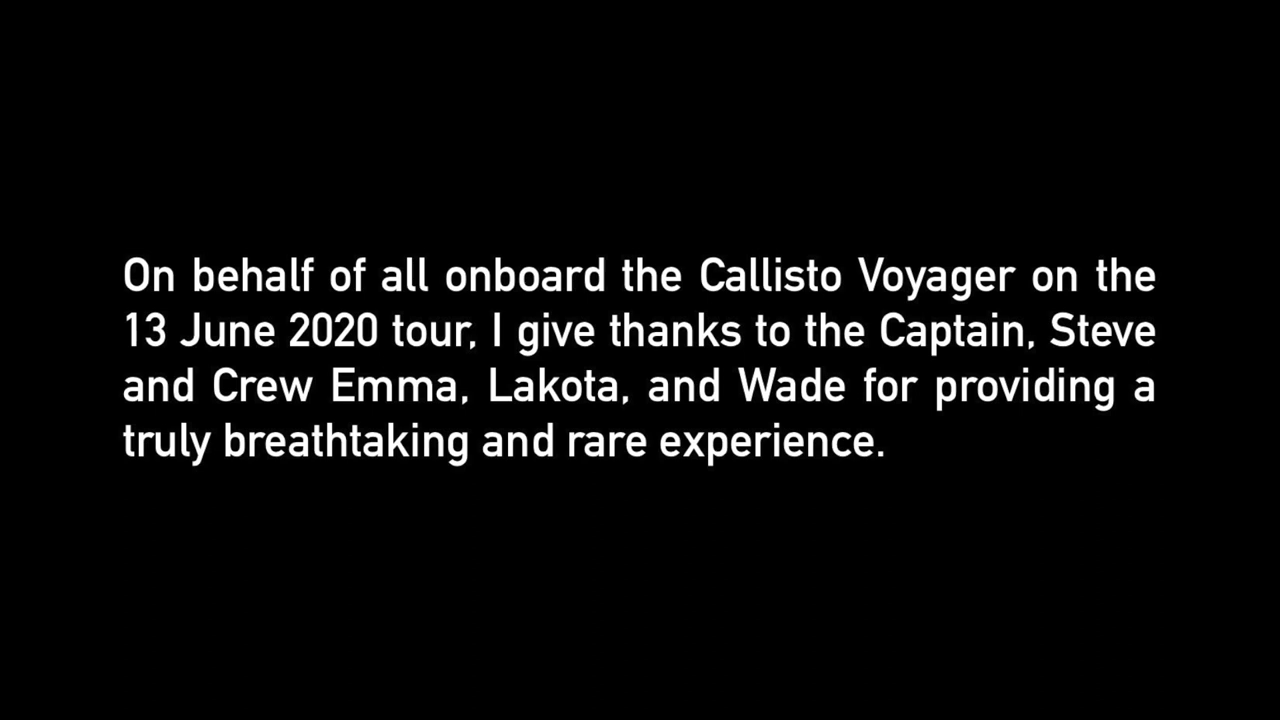 On behalf of all onboard the Callisto Voyager on the
13 June 2020 tour, I give thanks to the Captain, Steve
and Crew Emma, Lakota, and Wade for providing a
truly breathtaking and rare experience.